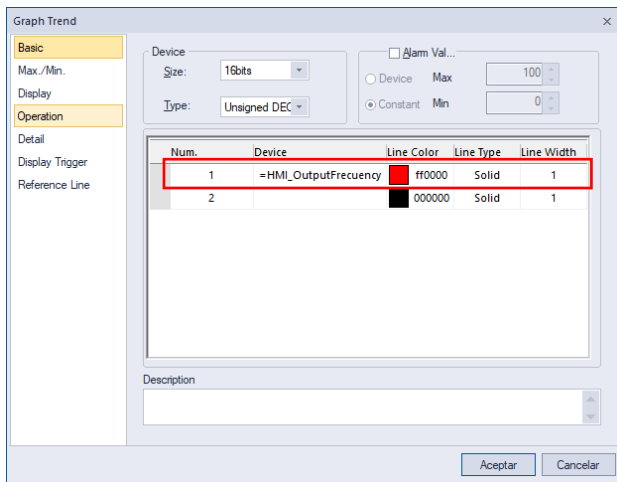 Graph Trend
Basic
Max./Min.
Display
Operation
Detail
Display Trigger
Reference Line
Device
Size: 16bits
Type: Unsigned DEC
Alarm Val...
Device Max 100
Constant Min 0
Num. Device Line Color Line Type Line Width
1 =HMI_OutputFrecuency ff0000 Solid 1
2 000000 Solid 1
Description
Aceptar Cancelar